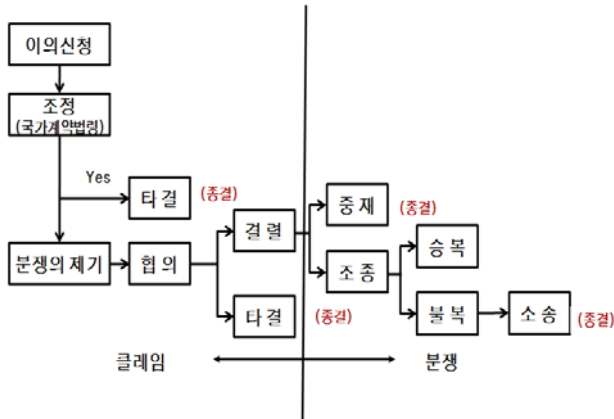 이의신청
조정
(국가계약법령)
Yes
타결
(종결)
분쟁의 제기
협의
결렬
타결
(종결)
중재
(종결)
조종
승복
불복
소송
(종결)
클레임
분쟁